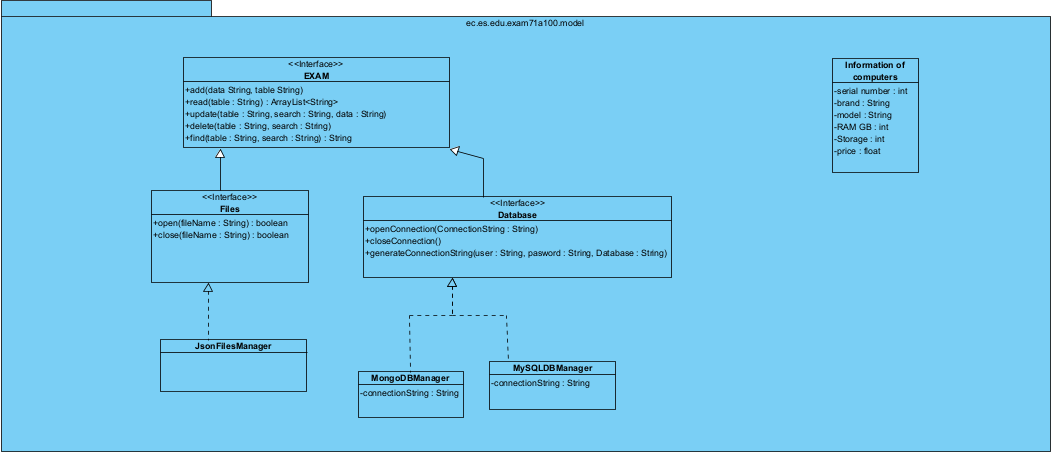 ec.es.edu.exam71a100.model
<<Interface>>
EXAM
+add(data String, table String)
+read(table : String) : ArrayList<String>
+update(table : String, search : String, data : String)
+delete(table : String, search : String)
+find(table : String, search : String) : String
Information of
computers
-serial number : int
-brand : String
-model : String
-RAM GB : int
-Storage : int
-price : float
<<Interface>>
Files
+open(fileName : String) : boolean
+close(fileName : String) : boolean
<<Interface>>
Database
+openConnection(ConnectionString : String)
+closeConnection()
+generateConnectionString(user : String, pasword : String, Database : String)
JsonFilesManager
MongoDBManager
-connectionString : String
MySQLDBManager
-connectionString : String